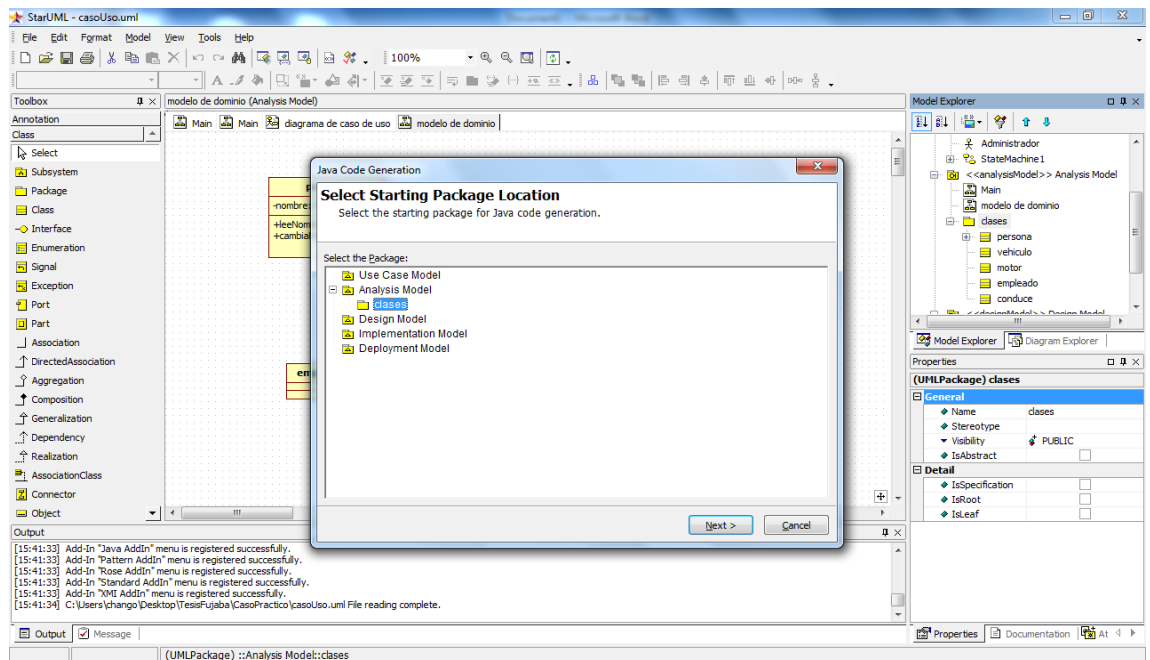 StarUML - casoUso.uml
File Edit Format Model View Tools Help
100%
Toolbox
Annotation
Class
Select
Subsystem
Package
Class
Interface
Enumeration
Signal
Exception
Port
Part
Association
DirectedAssociation
Aggregation
Composition
Generalization
Dependency
Realization
AssociationClass
Connector
Object
modelo de dominio (Analysis Model)
Main Main diagrama de caso de uso modelo de dominio
-nombre:
+leeNom
+cambia
em
Java Code Generation
Select Starting Package Location
Select the starting package for Java code generation.
Select the Package:
Use Case Model
Analysis Model
clases
Design Model
Implementation Model
Deployment Model
Next > Cancel
Model Explorer
Administrador
StateMachine1
<<analysisModel>> Analysis Model
Main
modelo de dominio
clases
persona
vehiculo
motor
empleado
conduce
<<designModel>> Design Model
Model Explorer Diagram Explorer
Properties
(UMLPackage) clases
General
Name clases
Stereotype
Visibility PUBLIC
IsAbstract
Detail
IsSpecification
IsRoot
IsLeaf
Properties Documentation At
Output
[15:41:33] Add-In "Java AddIn" menu is registered successfully.
[15:41:33] Add-In "Pattern AddIn" menu is registered successfully.
[15:41:33] Add-In "Rose AddIn" menu is registered successfully.
[15:41:33] Add-In "Standard AddIn" menu is registered successfully.
[15:41:33] Add-In "XMI AddIn" menu is registered successfully.
[15:41:34] C:\Users\chango\Desktop\TesisFujaba\CasoPractico\casoUso.uml File reading complete.
Output Message
(UMLPackage) ::Analysis Model::clases